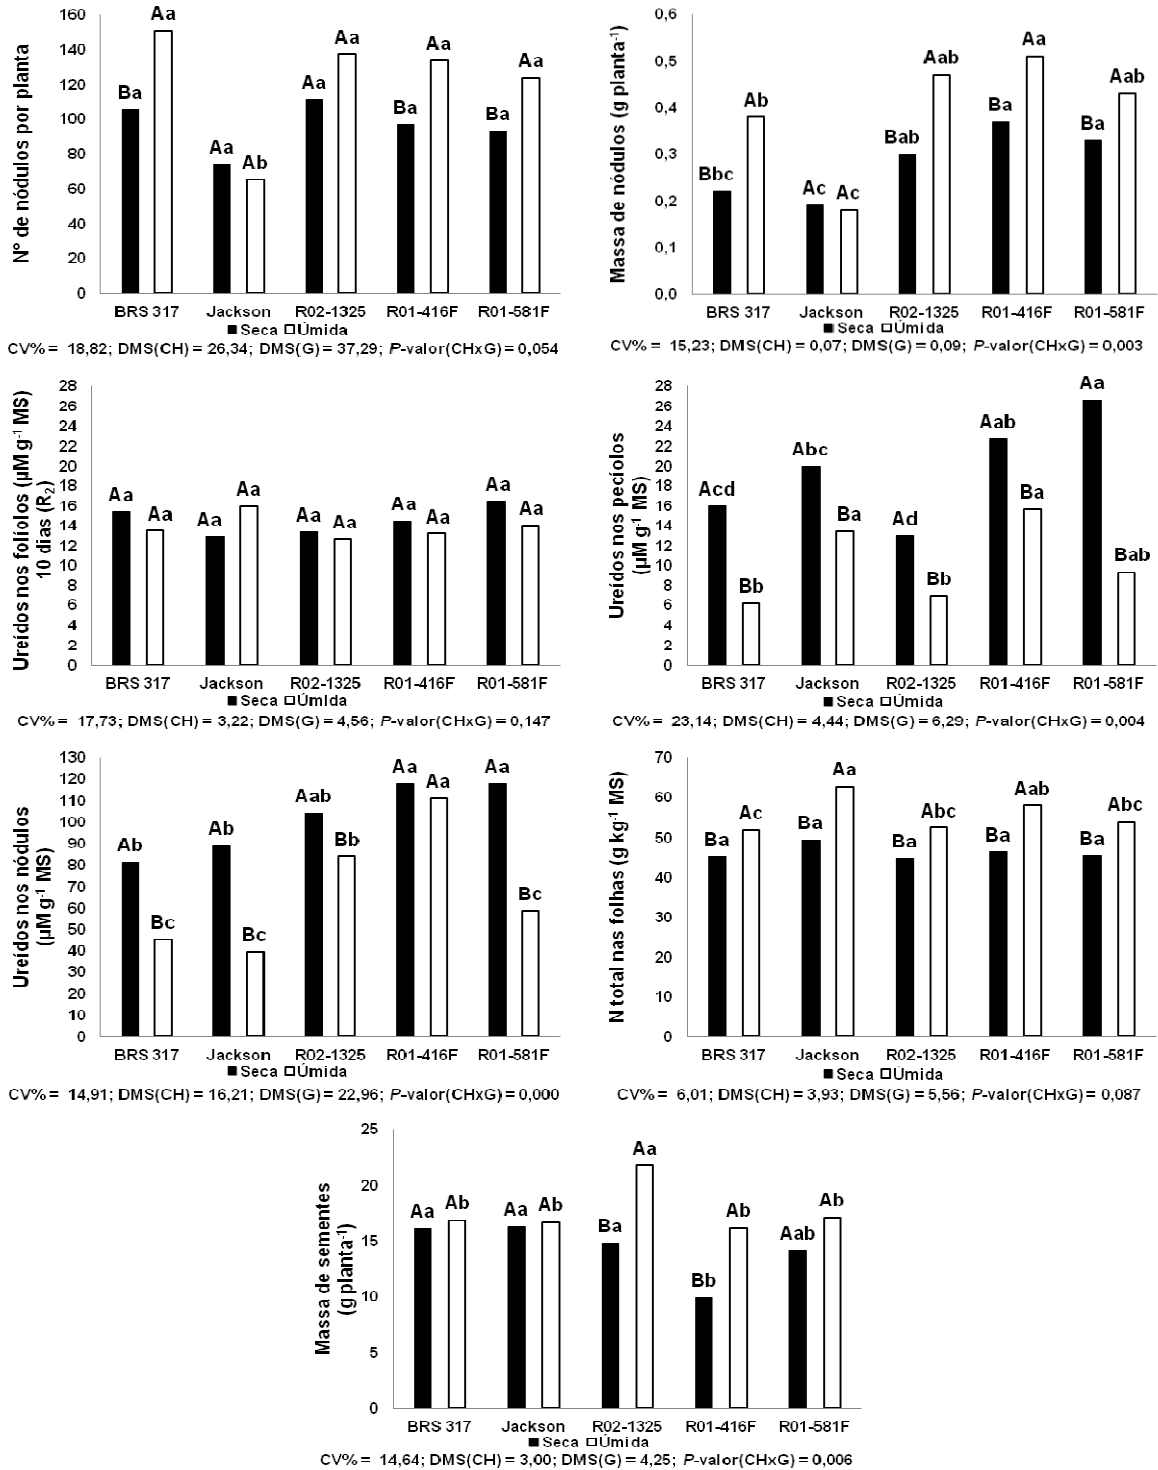 N° de nódulos por planta
160
140
120
100
80
60
40
20
0
Ba Aa Aa Ab Aa Aa Ba Aa Ba Aa
BRS 317 Jackson R02-1325 R01-416F R01-581F
Seca Úmida
CV% = 18,82; DMS(CH) = 26,34; DMS(G) = 37,29; P-valor(CHxG) = 0,054
Massa de nódulos (g planta⁻¹)
0,6
0,5
0,4
0,3
0,2
0,1
0,0
Bbc Ab Ac Ac Bab Aab Ba Aa Ba Aab
BRS 317 Jackson R02-1325 R01-416F R01-581F
Seca Úmida
CV% = 15,23; DMS(CH) = 0,07; DMS(G) = 0,09; P-valor(CHxG) = 0,003
Ureídos nos folíolos (µM g⁻¹ MS)
10 dias (R₂)
28
26
24
22
20
18
16
14
12
10
8
6
4
2
0
Aa Aa Aa Aa Aa Aa Aa Aa Aa Aa
BRS 317 Jackson R02-1325 R01-416F R01-581F
Seca Úmida
CV% = 17,73; DMS(CH) = 3,22; DMS(G) = 4,56; P-valor(CHxG) = 0,147
Ureídos nos pecíolos
(µM g⁻¹ MS)
28
26
24
22
20
18
16
14
12
10
8
6
4
2
0
Acd Bb Abc Ba Ad Bb Aab Ba Aa Bab
BRS 317 Jackson R02-1325 R01-416F R01-581F
Seca Úmida
CV% = 23,14; DMS(CH) = 4,44; DMS(G) = 6,29; P-valor(CHxG) = 0,004
Ureídos nos nódulos
(µM g⁻¹ MS)
130
120
110
100
90
80
70
60
50
40
30
20
10
0
Ab Bc Ab Bc Aab Bb Aa Aa Aa Bc
BRS 317 Jackson R02-1325 R01-416F R01-581F
Seca Úmida
CV% = 14,91; DMS(CH) = 16,21; DMS(G) = 22,96; P-valor(CHxG) = 0,000
N total nas folhas (g kg⁻¹ MS)
70
60
50
40
30
20
10
0
Ba Ac Ba Aa Ba Abc Ba Aab Ba Abc
BRS 317 Jackson R02-1325 R01-416F R01-581F
Seca Úmida
CV% = 6,01; DMS(CH) = 3,93; DMS(G) = 5,56; P-valor(CHxG) = 0,087
Massa de sementes
(g planta⁻¹)
25
20
15
10
5
0
Aa Ab Aa Ab Ba Aa Bb Ab Aab Ab
BRS 317 Jackson R02-1325 R01-416F R01-581F
Seca Úmida
CV% = 14,64; DMS(CH) = 3,00; DMS(G) = 4,25; P-valor(CHxG) = 0,006